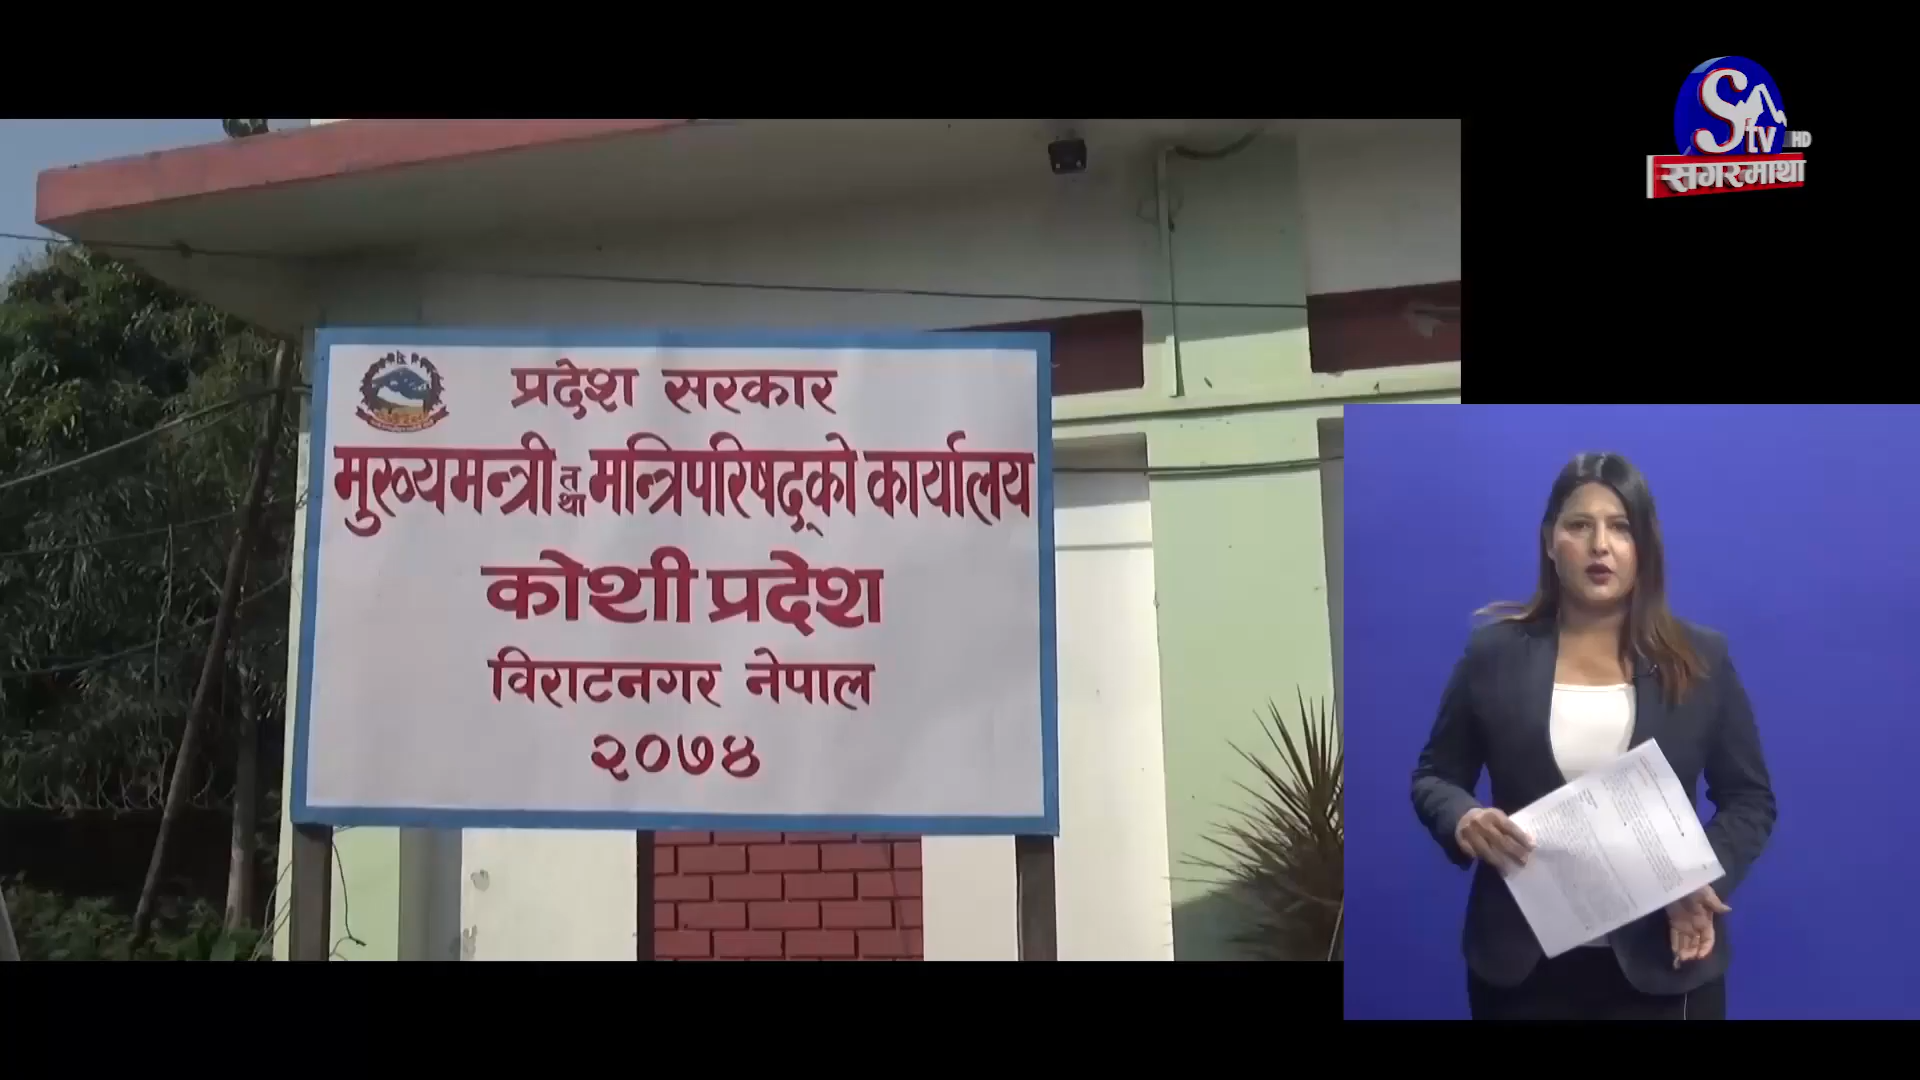 प्रदेश सरकार
मुख्यमन्त्री तथा मन्त्रिपरिषद्को कार्यालय
कोशी प्रदेश
विराटनगर नेपाल
२०७४
S tv HD
सगरमाथा